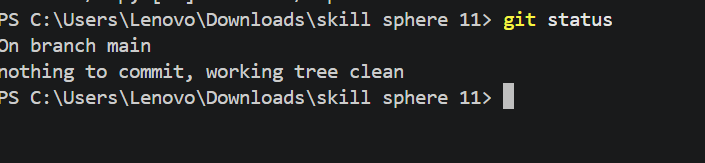 PS C:\Users\Lenovo\Downloads\skill sphere 11> git status
On branch main
nothing to commit, working tree clean
PS C:\Users\Lenovo\Downloads\skill sphere 11>